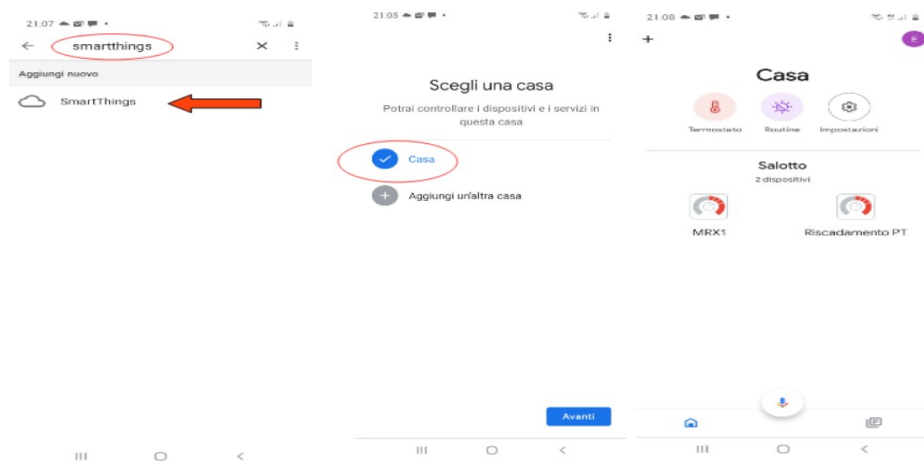 21:07
smartthings
Aggiungi nuovo
SmartThings
21:05
Scegli una casa
Potrai controllare i dispositivi e i servizi in
questa casa
Casa
Aggiungi un'altra casa
Avanti
21:08
E
Casa
Termostato Routine Impostazioni
Salotto
2 dispositivi
MRX1 Riscadamento PT